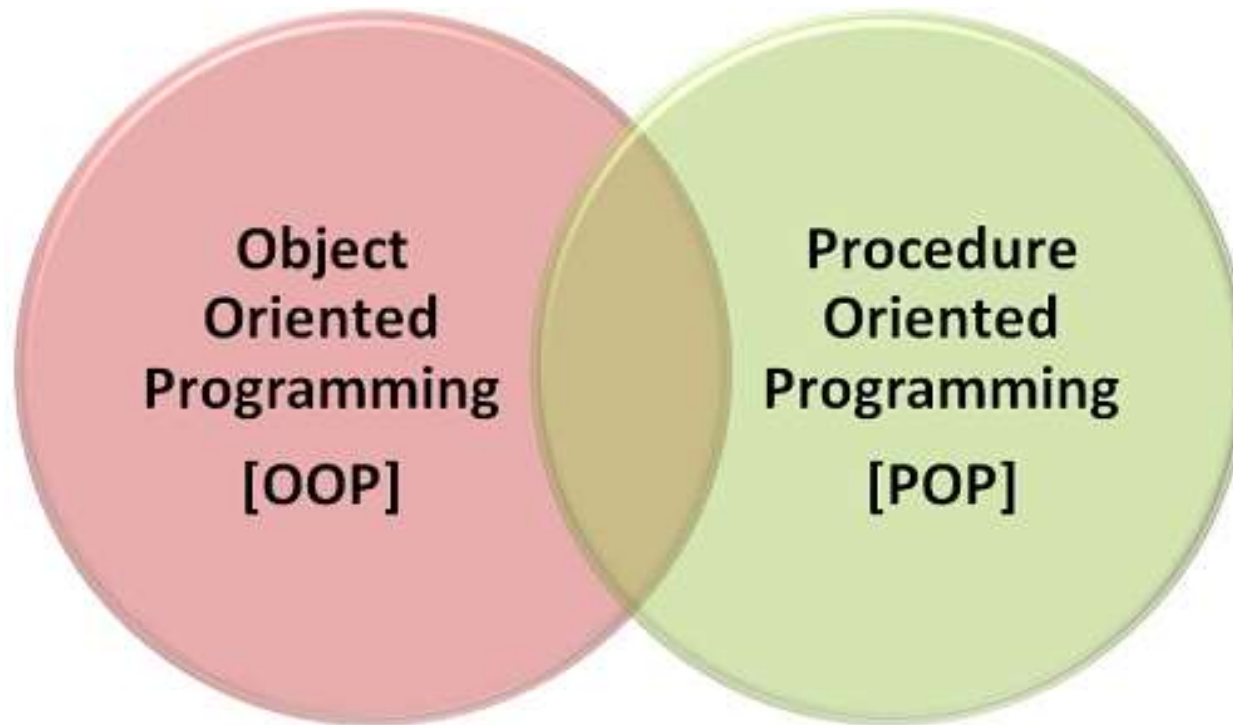 Object
Oriented
Programming
[OOP]
Procedure
Oriented
Programming
[POP]